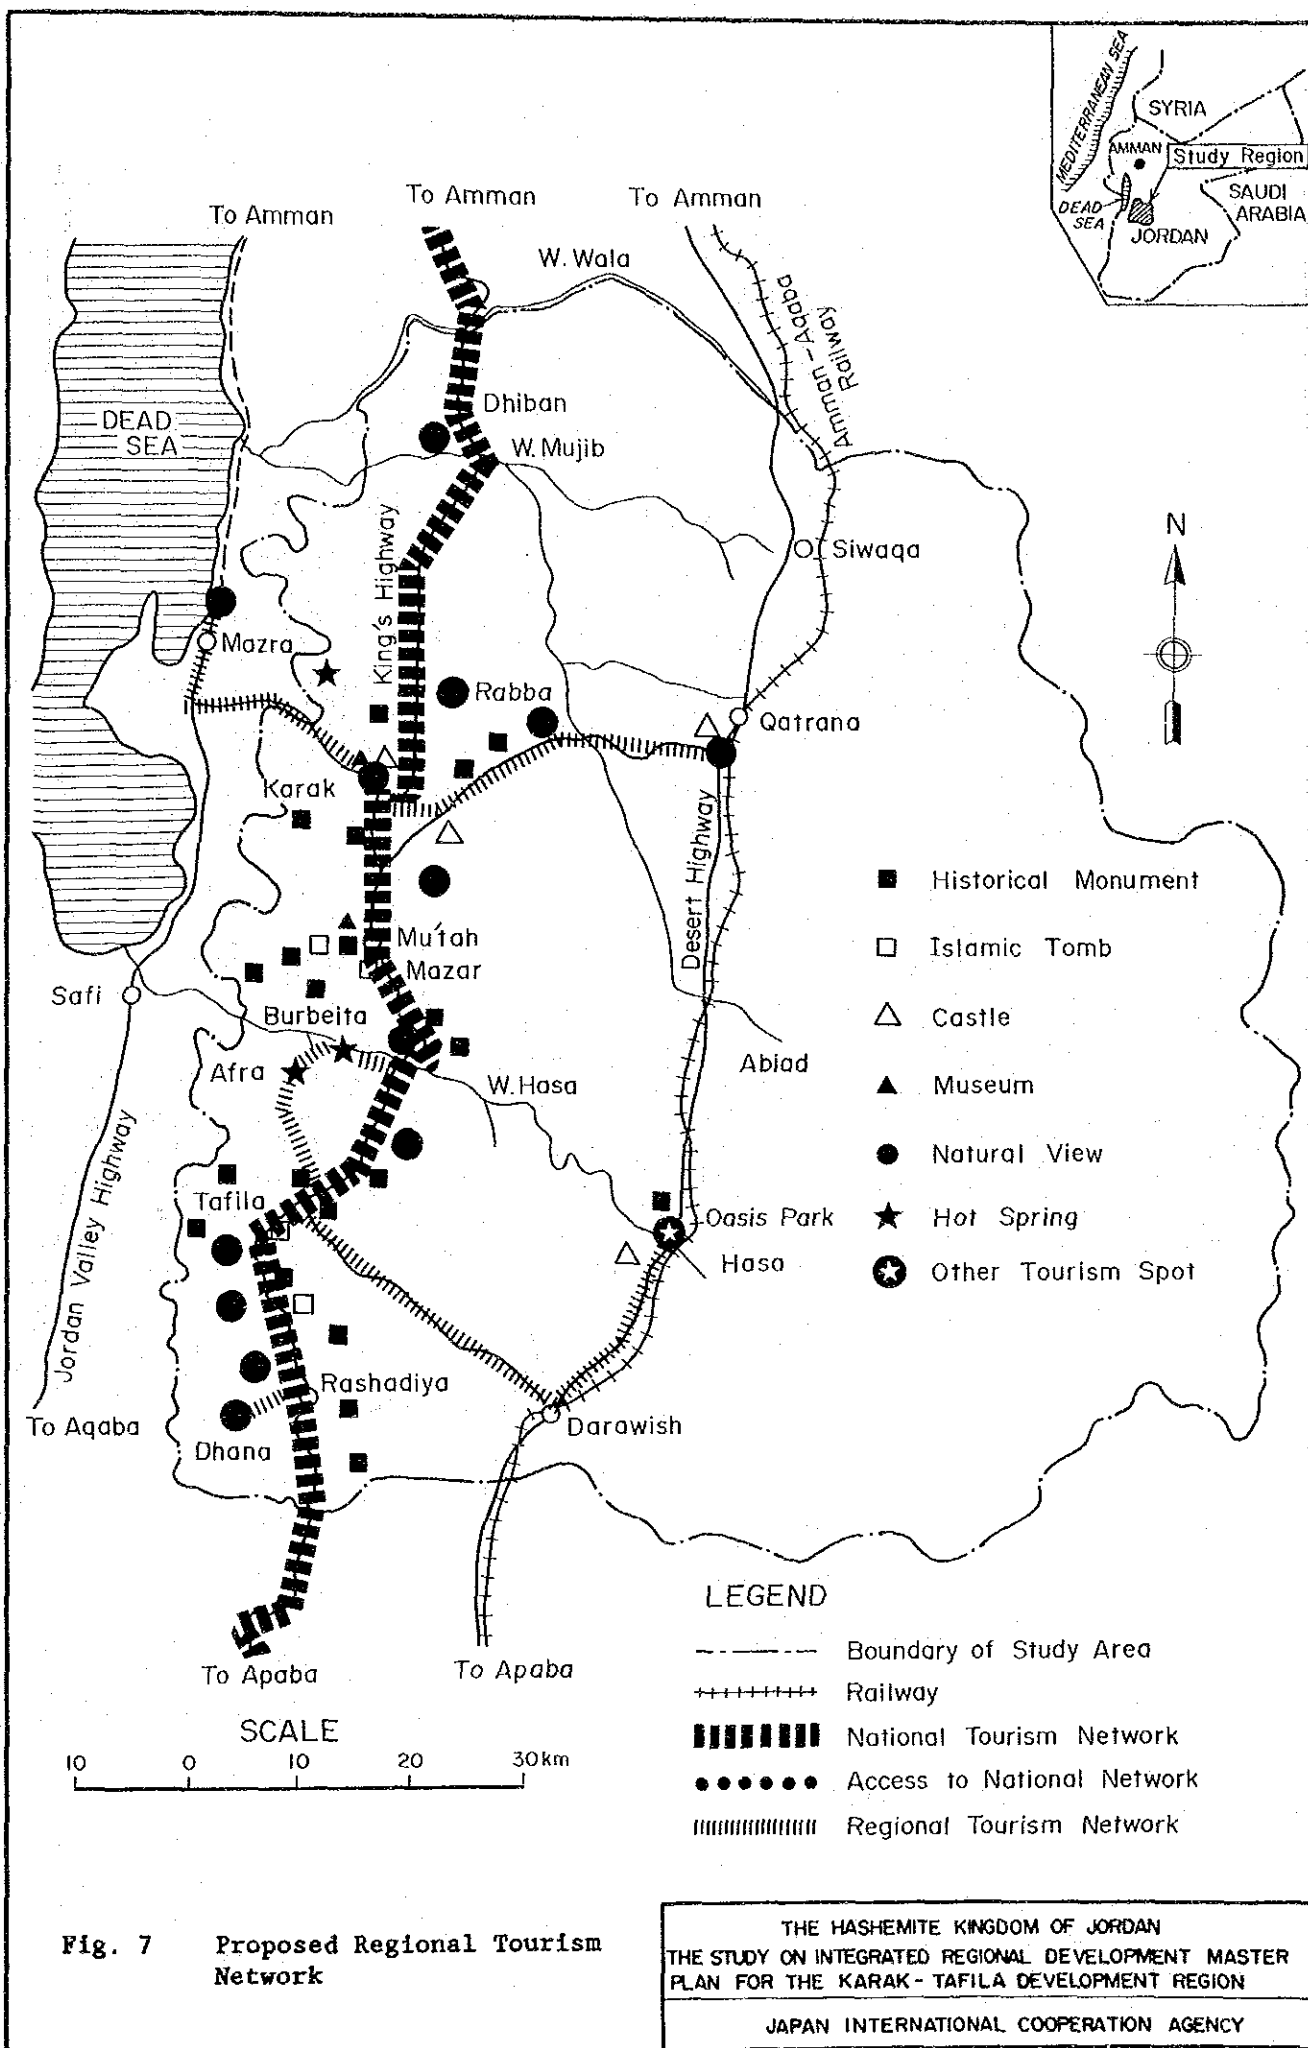 MEDITERRANEAN SEA
SYRIA
AMMAN
Study Region
DEAD
SEA
SAUDI
ARABIA
JORDAN
To Amman
To Amman
To Amman
W. Wala
Amman-Aqaba
Railway
DEAD
SEA
Dhiban
W. Mujib
King's Highway
Siwaqa
N
Mazra
Rabba
Qatrana
Karak
Desert Highway
Historical Monument
Mu'tah
Islamic Tomb
Mazar
Safi
Burbeita
Castle
Afra
Abiad
W. Hasa
Museum
Jordan Valley Highway
Natural View
Tafila
Oasis Park
Hot Spring
Hasa
Other Tourism Spot
Rashadiya
To Aqaba
Darawish
Dhana
To Apaba
To Apaba
LEGEND
Boundary of Study Area
Railway
National Tourism Network
Access to National Network
Regional Tourism Network
SCALE
10 0 10 20 30km
Fig. 7 Proposed Regional Tourism
Network
THE HASHEMITE KINGDOM OF JORDAN
THE STUDY ON INTEGRATED REGIONAL DEVELOPMENT MASTER
PLAN FOR THE KARAK - TAFILA DEVELOPMENT REGION
JAPAN INTERNATIONAL COOPERATION AGENCY